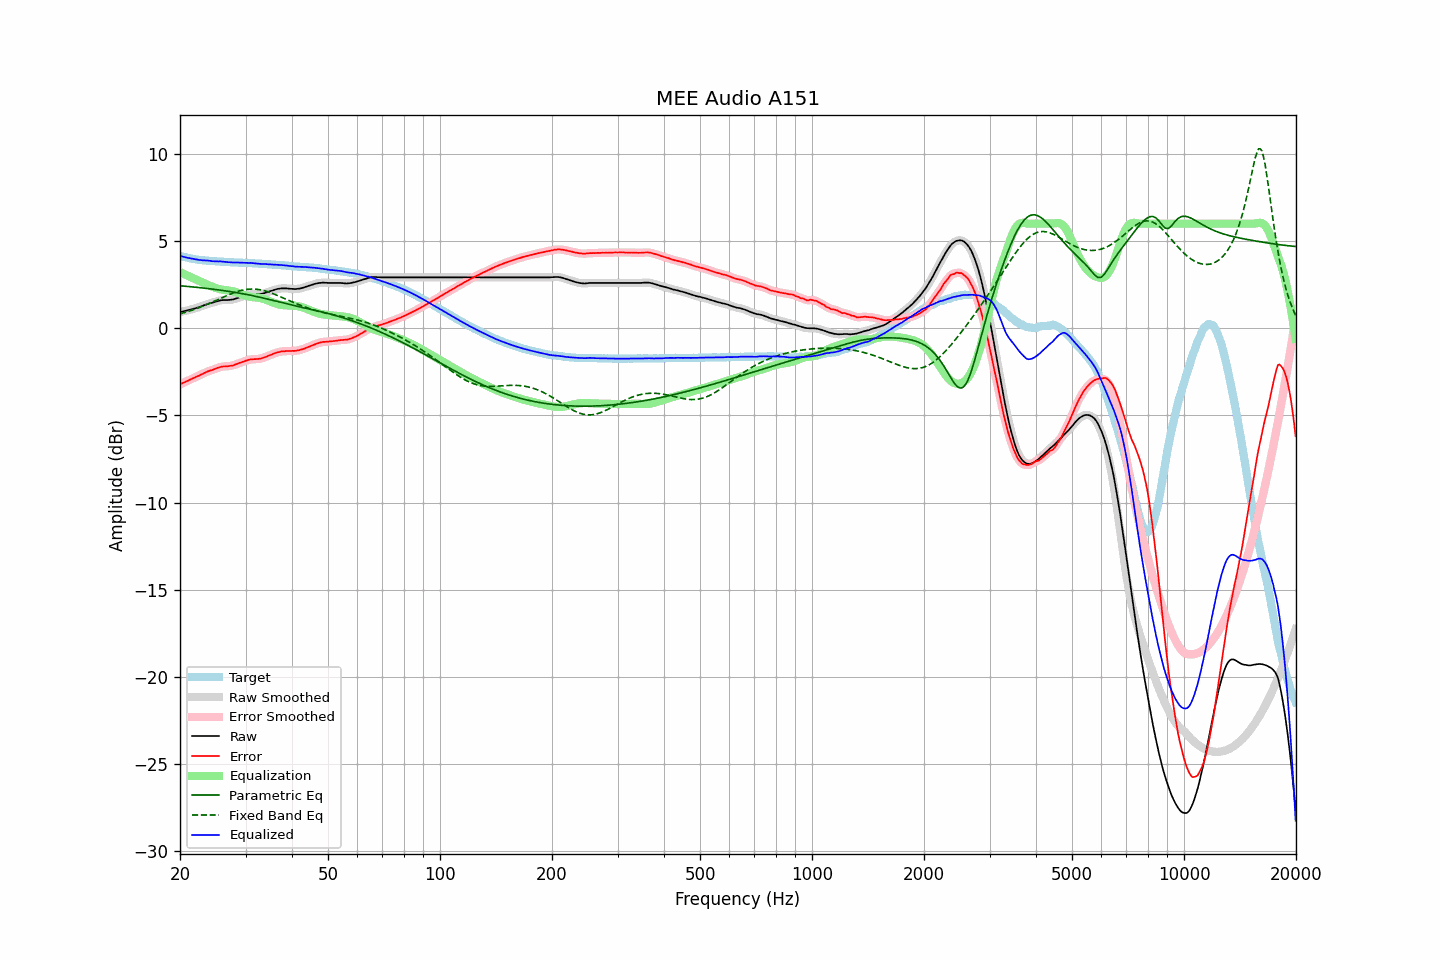 MEE Audio A151
Amplitude (dBr)
10
5
0
−5
−10
−15
−20
−25
−30
Target
Raw Smoothed
Error Smoothed
Raw
Error
Equalization
Parametric Eq
Fixed Band Eq
Equalized
20 50 100 200 500 1000 2000 5000 10000 20000
Frequency (Hz)